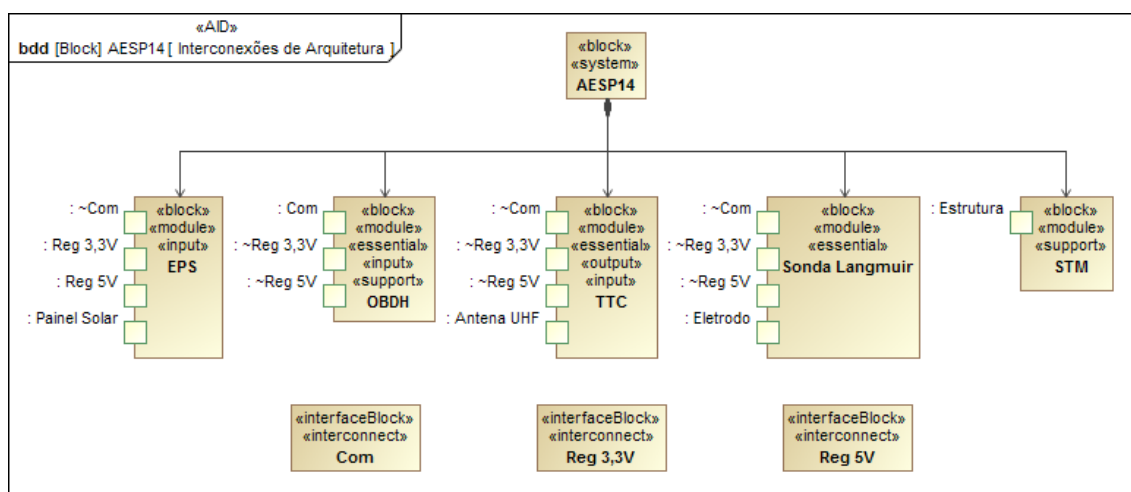 «AID»
bdd [Block] AESP14 [ Interconexões de Arquitetura ]
«block»
«system»
AESP14
: ~Com
: Reg 3,3V
: Reg 5V
: Painel Solar
«block»
«module»
«input»
EPS
: Com
: ~Reg 3,3V
: ~Reg 5V
«block»
«module»
«essential»
«input»
«support»
OBDH
: ~Com
: ~Reg 3,3V
: ~Reg 5V
: Antena UHF
«block»
«module»
«essential»
«output»
«input»
TTC
: ~Com
: ~Reg 3,3V
: ~Reg 5V
: Eletrodo
«block»
«module»
«essential»
Sonda Langmuir
: Estrutura
«block»
«module»
«support»
STM
«interfaceBlock»
«interconnect»
Com
«interfaceBlock»
«interconnect»
Reg 3,3V
«interfaceBlock»
«interconnect»
Reg 5V